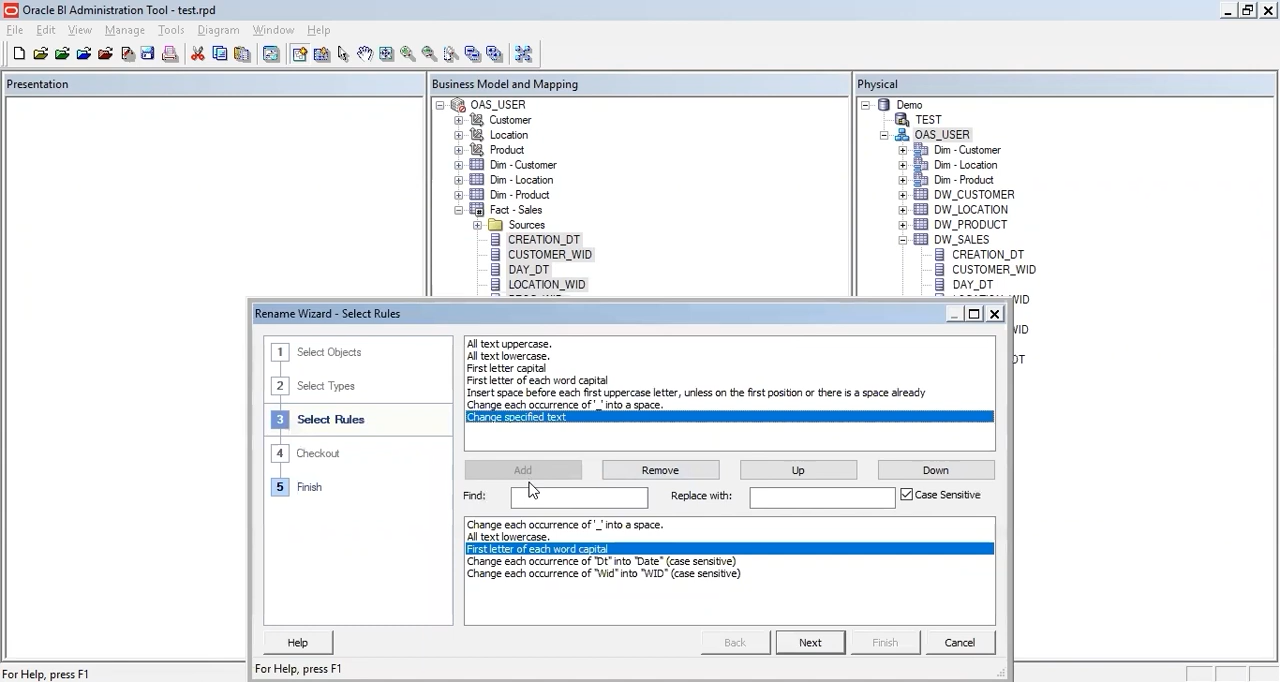 Oracle BI Administration Tool - test.rpd
File Edit View Manage Tools Diagram Window Help
Presentation
Business Model and Mapping
OAS_USER
Customer
Location
Product
Dim - Customer
Dim - Location
Dim - Product
Fact - Sales
Sources
CREATION_DT
CUSTOMER_WID
DAY_DT
LOCATION_WID
Physical
Demo
TEST
OAS_USER
Dim - Customer
Dim - Location
Dim - Product
DW_CUSTOMER
DW_LOCATION
DW_PRODUCT
DW_SALES
CREATION_DT
CUSTOMER_WID
DAY_DT
WID
ID
DT
Rename Wizard - Select Rules
1 Select Objects
2 Select Types
3 Select Rules
4 Checkout
5 Finish
All text uppercase.
All text lowercase.
First letter capital
First letter of each word capital
Insert space before each first uppercase letter, unless on the first position or there is a space already
Change each occurrence of '_' into a space.
Change specified text
Add Remove Up Down
Find: Replace with: Case Sensitive
Change each occurrence of '_' into a space.
All text lowercase.
First letter of each word capital
Change each occurrence of "Dt" into "Date" (case sensitive)
Change each occurrence of "Wid" into "WID" (case sensitive)
Help Back Next Finish Cancel
For Help, press F1
For Help, press F1